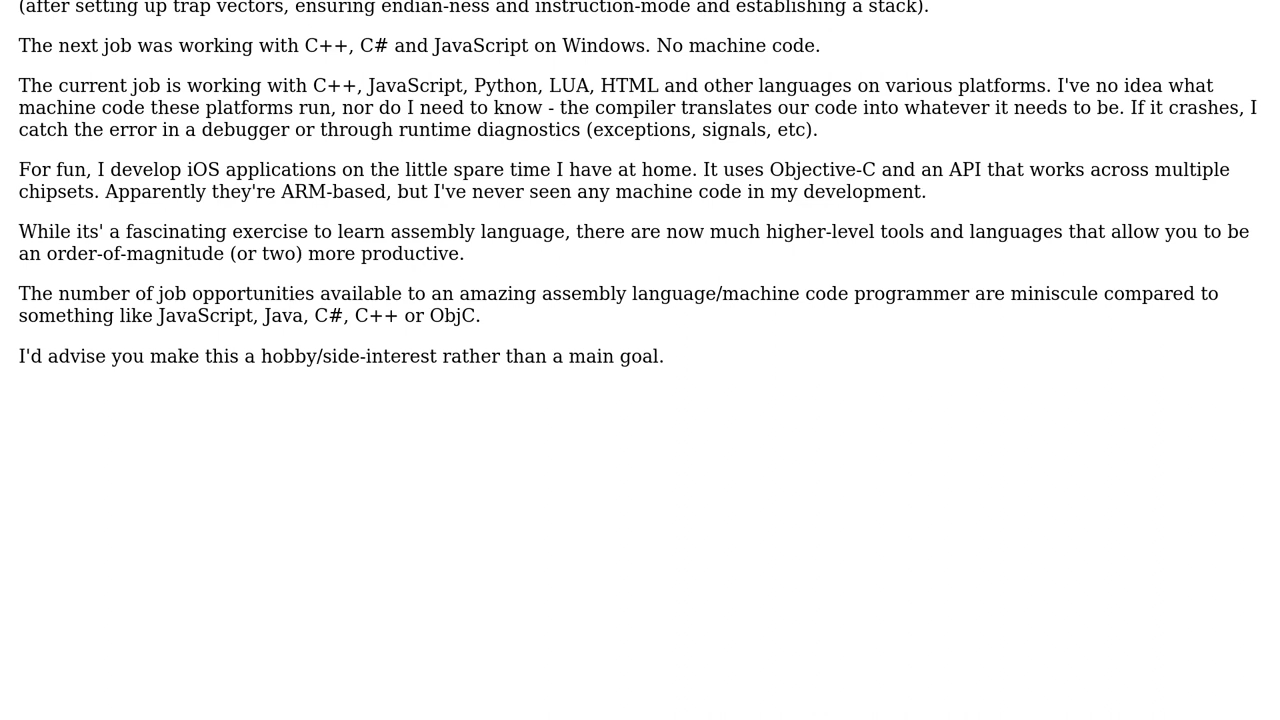 (after setting up trap vectors, ensuring endian-ness and instruction-mode and establishing a stack).
The next job was working with C++, C# and JavaScript on Windows. No machine code.
The current job is working with C++, JavaScript, Python, LUA, HTML and other languages on various platforms. I've no idea what
machine code these platforms run, nor do I need to know - the compiler translates our code into whatever it needs to be. If it crashes, I
catch the error in a debugger or through runtime diagnostics (exceptions, signals, etc).
For fun, I develop iOS applications on the little spare time I have at home. It uses Objective-C and an API that works across multiple
chipsets. Apparently they're ARM-based, but I've never seen any machine code in my development.
While its' a fascinating exercise to learn assembly language, there are now much higher-level tools and languages that allow you to be
an order-of-magnitude (or two) more productive.
The number of job opportunities available to an amazing assembly language/machine code programmer are miniscule compared to
something like JavaScript, Java, C#, C++ or ObjC.
I'd advise you make this a hobby/side-interest rather than a main goal.